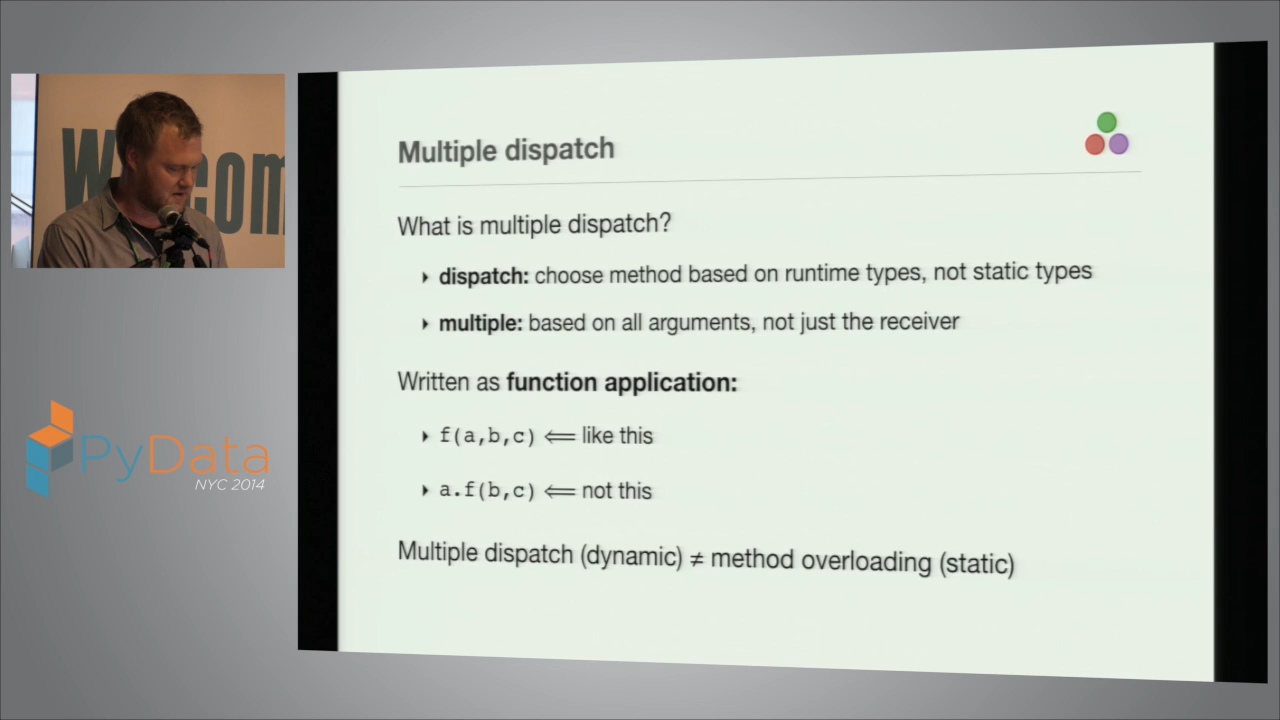 Welcom
PyData
NYC 2014
Multiple dispatch
What is multiple dispatch?
‣ dispatch: choose method based on runtime types, not static types
‣ multiple: based on all arguments, not just the receiver
Written as function application:
‣ f(a,b,c) ⟸ like this
‣ a.f(b,c) ⟸ not this
Multiple dispatch (dynamic) ≠ method overloading (static)